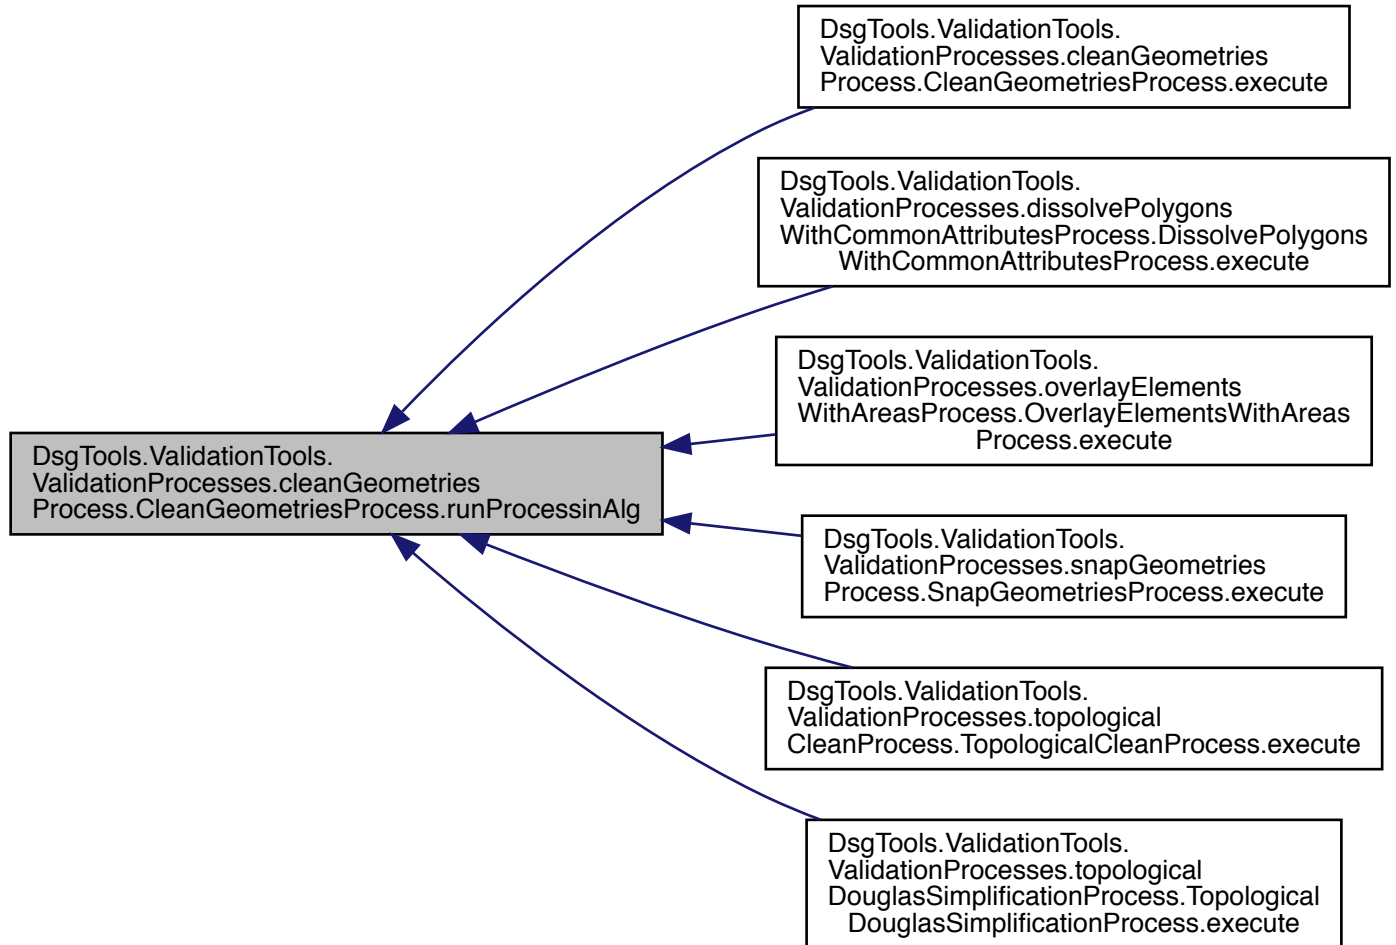 DsgTools.ValidationTools.
ValidationProcesses.cleanGeometries
Process.CleanGeometriesProcess.execute
DsgTools.ValidationTools.
ValidationProcesses.dissolvePolygons
WithCommonAttributesProcess.DissolvePolygons
WithCommonAttributesProcess.execute
DsgTools.ValidationTools.
ValidationProcesses.overlayElements
WithAreasProcess.OverlayElementsWithAreas
Process.execute
DsgTools.ValidationTools.
ValidationProcesses.cleanGeometries
Process.CleanGeometriesProcess.runProcessinAlg
DsgTools.ValidationTools.
ValidationProcesses.snapGeometries
Process.SnapGeometriesProcess.execute
DsgTools.ValidationTools.
ValidationProcesses.topological
CleanProcess.TopologicalCleanProcess.execute
DsgTools.ValidationTools.
ValidationProcesses.topological
DouglasSimplificationProcess.Topological
DouglasSimplificationProcess.execute